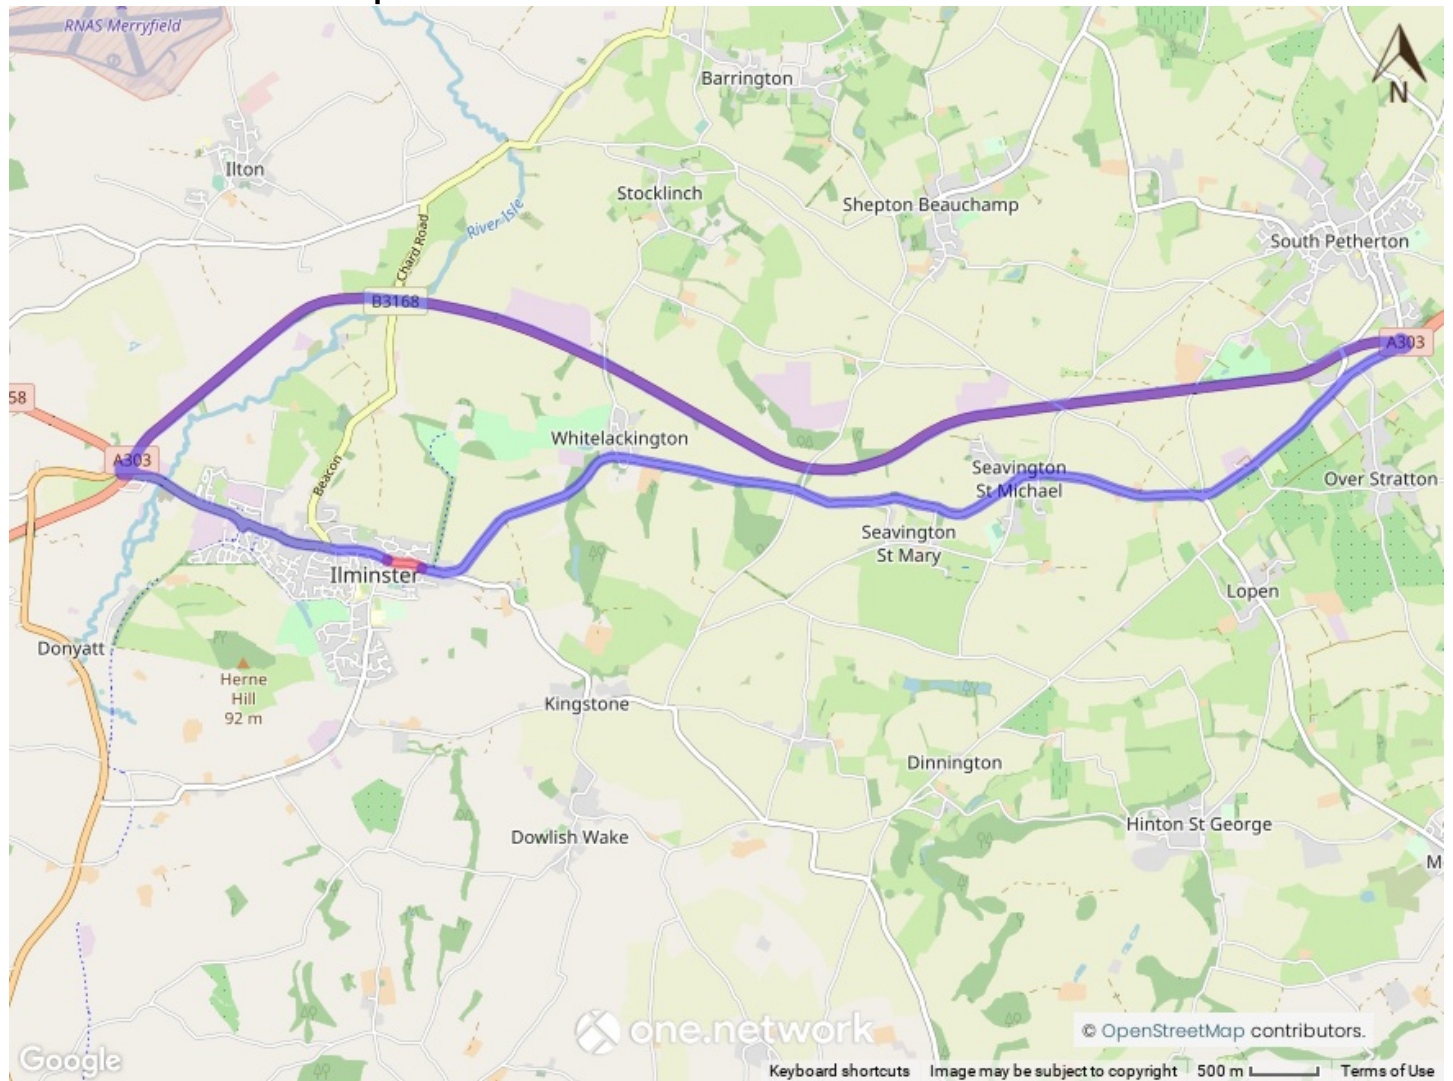 RNAS Merryfield
Barrington
N
Ilton
Stocklinch
Shepton Beauchamp
River Isle
Chard Road
South Petherton
B3168
A303
58
Whitelackington
A303
Beacon
Seavington
St Michael
Over Stratton
Seavington
St Mary
Ilminster
Lopen
Donyatt
Herne
Hill
92 m
Kingstone
Dinnington
Hinton St George
Dowlish Wake
M
one.network
© OpenStreetMap contributors.
Google
Keyboard shortcuts Image may be subject to copyright 500 m Terms of Use